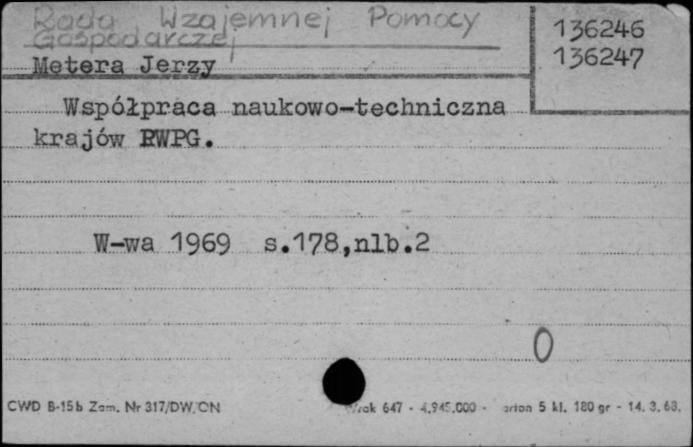 Rada Wzajemnej Pomocy
Gospodarczej
136246
136247
Metera Jerzy
Współpraca naukowo-techniczna
krajów RWPG.
W-wa 1969 s.178,nlb.2
0
CWD B-15b Zam. Nr 317/DW/ON
647 - 4.945.000 - 5 kl. 180 gr - 14. 3. 68.